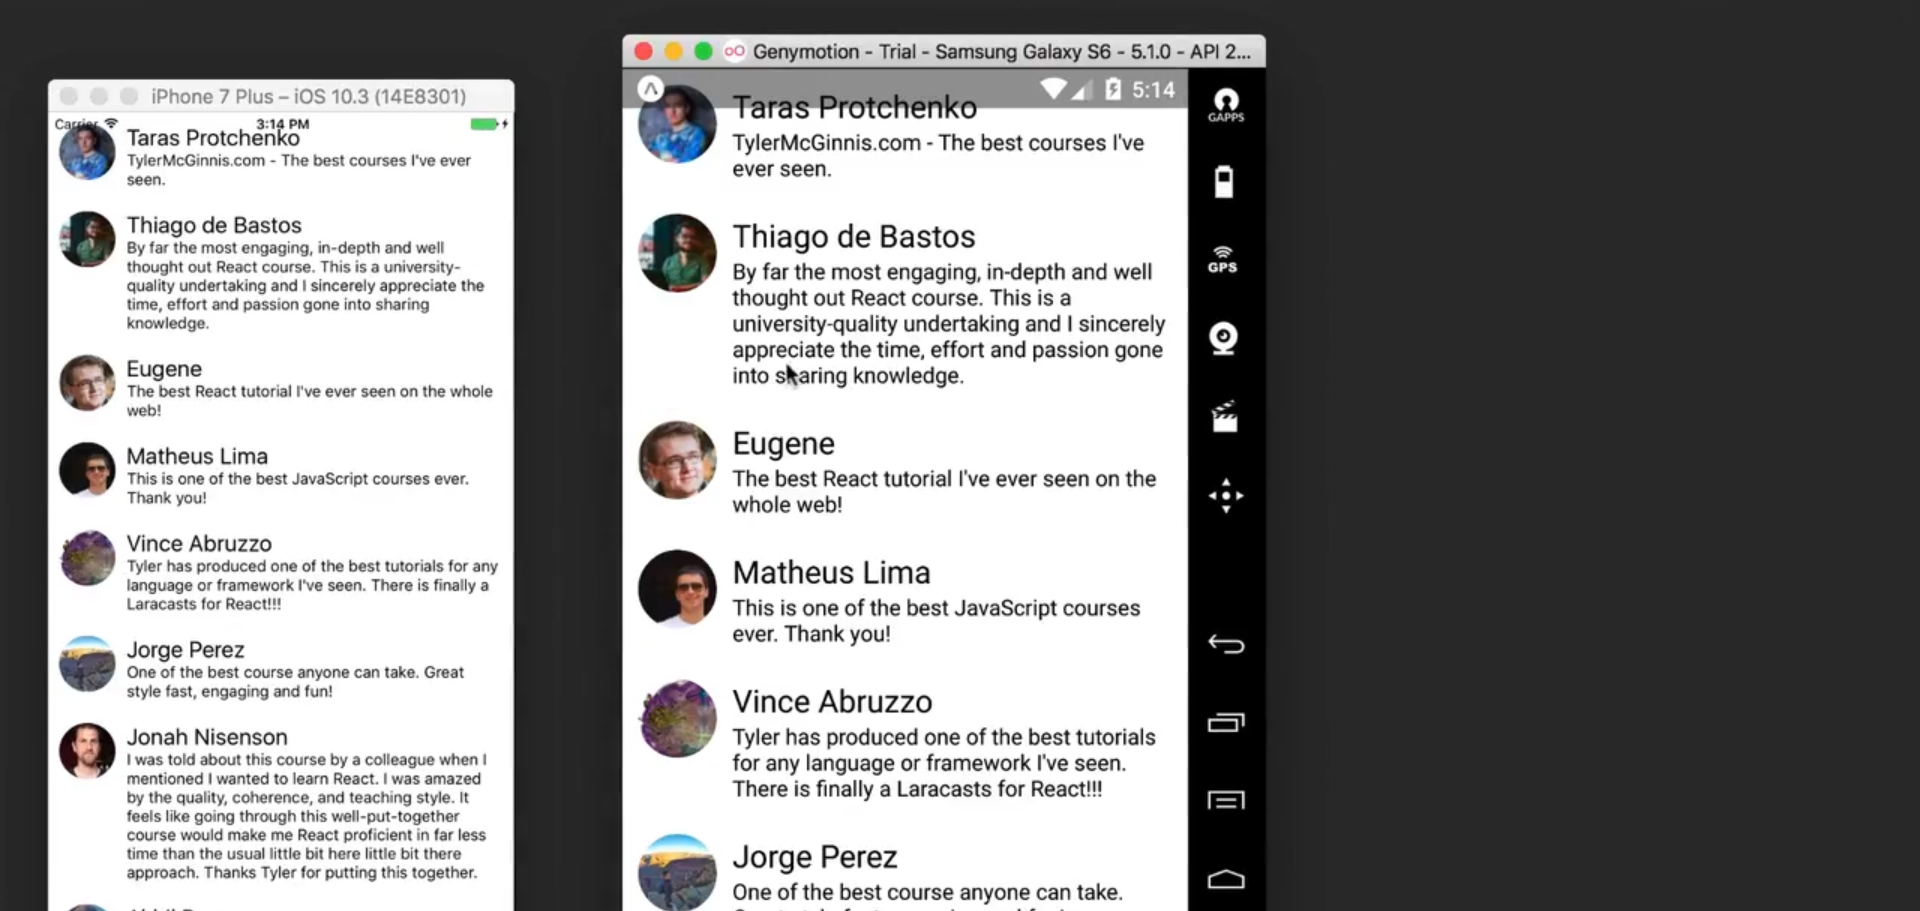 iPhone 7 Plus – iOS 10.3 (14E8301)
Carrier
3:14 PM
Taras Protchenko
TylerMcGinnis.com - The best courses I've ever
seen.
Thiago de Bastos
By far the most engaging, in-depth and well
thought out React course. This is a university-
quality undertaking and I sincerely appreciate the
time, effort and passion gone into sharing
knowledge.
Eugene
The best React tutorial I've ever seen on the whole
web!
Matheus Lima
This is one of the best JavaScript courses ever.
Thank you!
Vince Abruzzo
Tyler has produced one of the best tutorials for any
language or framework I've seen. There is finally a
Laracasts for React!!!
Jorge Perez
One of the best course anyone can take. Great
style fast, engaging and fun!
Jonah Nisenson
I was told about this course by a colleague when I
mentioned I wanted to learn React. I was amazed
by the quality, coherence, and teaching style. It
feels like going through this well-put-together
course would make me React proficient in far less
time than the usual little bit here little bit there
approach. Thanks Tyler for putting this together.
Genymotion - Trial - Samsung Galaxy S6 - 5.1.0 - API 2...
5:14
Taras Protchenko
TylerMcGinnis.com - The best courses I've
ever seen.
Thiago de Bastos
By far the most engaging, in-depth and well
thought out React course. This is a
university-quality undertaking and I sincerely
appreciate the time, effort and passion gone
into sharing knowledge.
Eugene
The best React tutorial I've ever seen on the
whole web!
Matheus Lima
This is one of the best JavaScript courses
ever. Thank you!
Vince Abruzzo
Tyler has produced one of the best tutorials
for any language or framework I've seen.
There is finally a Laracasts for React!!!
Jorge Perez
One of the best course anyone can take.
GAPPS
GPS